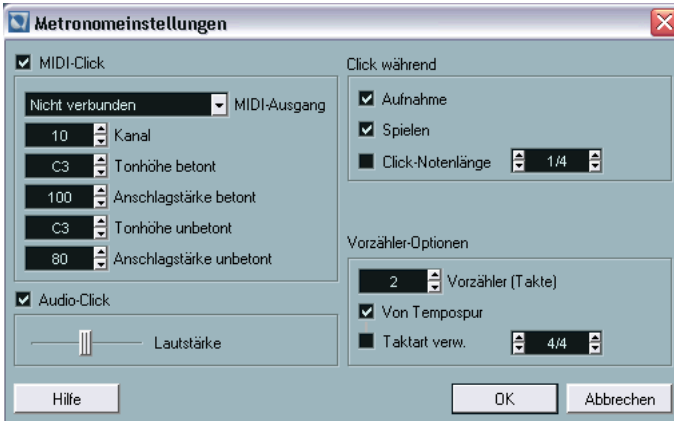 Metronomeinstellungen
MIDI-Click
Nicht verbunden MIDI-Ausgang
10 Kanal
C3 Tonhöhe betont
100 Anschlagstärke betont
C3 Tonhöhe unbetont
80 Anschlagstärke unbetont
Audio-Click
Lautstärke
Click während
Aufnahme
Spielen
Click-Notenlänge 1/4
Vorzähler-Optionen
2 Vorzähler (Takte)
Von Tempospur
Taktart verw. 4/4
Hilfe
OK
Abbrechen